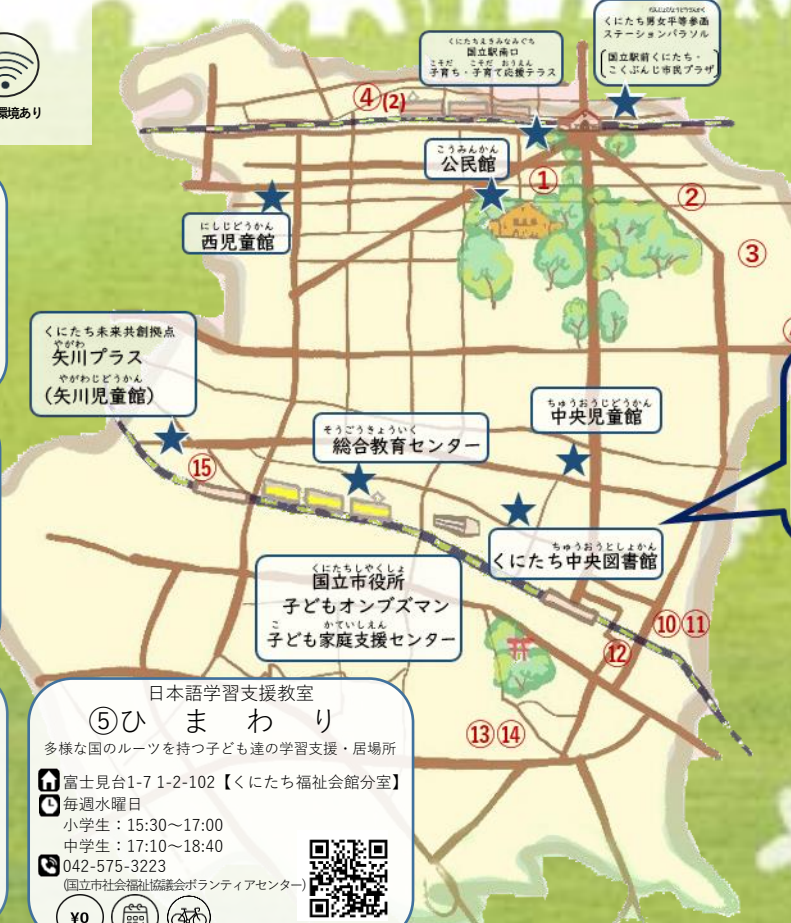 環境あり
くにたちえきみなみぐち
国立駅南口
こそだ こそだ おうえん
子育ち・子育て応援テラス
くにたち男女平等参画
ステーションパラソル
国立駅前くにたち・
こくぶんじ市民プラザ
④(2)
こうみんかん
公民館
①
②
③
にしじどうかん
西児童館
くにたち未来共創拠点
やがわ
矢川プラス
やがわじどうかん
(矢川児童館)
ちゅうおうじどうかん
中央児童館
そうごうきょういく
総合教育センター
⑮
ちゅうおうとしょかん
くにたち中央図書館
くにたちしやくしょ
国立市役所
子どもオンブズマン
こ かていしえん
子ども家庭支援センター
⑩⑪
⑫
⑬⑭
日本語学習支援教室
⑤ひ ま わ り
多様な国のルーツを持つ子ども達の学習支援・居場所
富士見台1-7 1-2-102【くにたち福祉会館分室】
毎週水曜日
小学生：15:30～17:00
中学生：17:10～18:40
042-575-3223
(国立市社会福祉協議会ボランティアセンター)
¥0